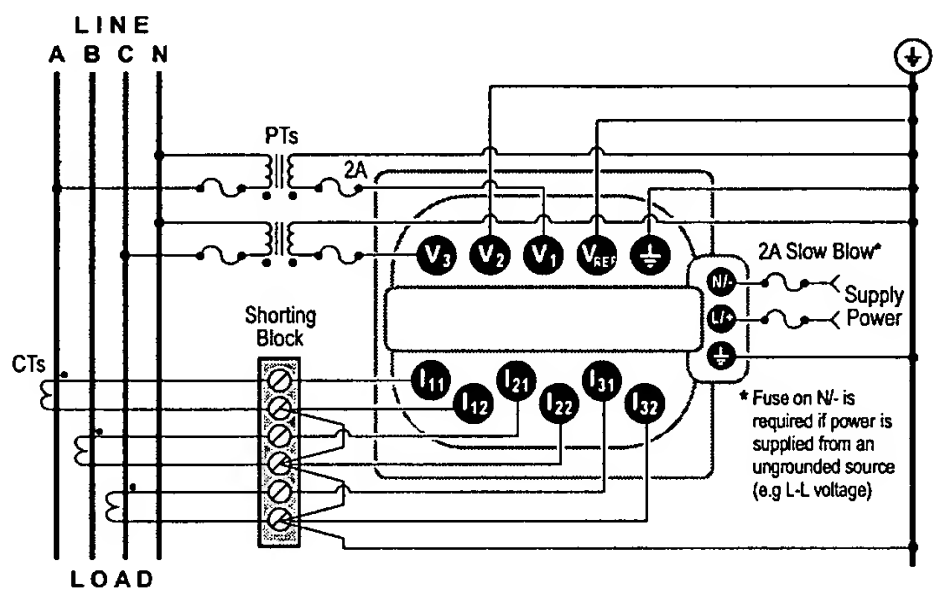 LINE
A B C N
PTs
2A
V3 V2 V1 VREF
2A Slow Blow*
N/-
Supply
Power
L/+
Shorting
Block
CTs
I11 I21 I31
I12 I22 I32
* Fuse on N/- is
required if power is
supplied from an
ungrounded source
(e.g L-L voltage)
LOAD